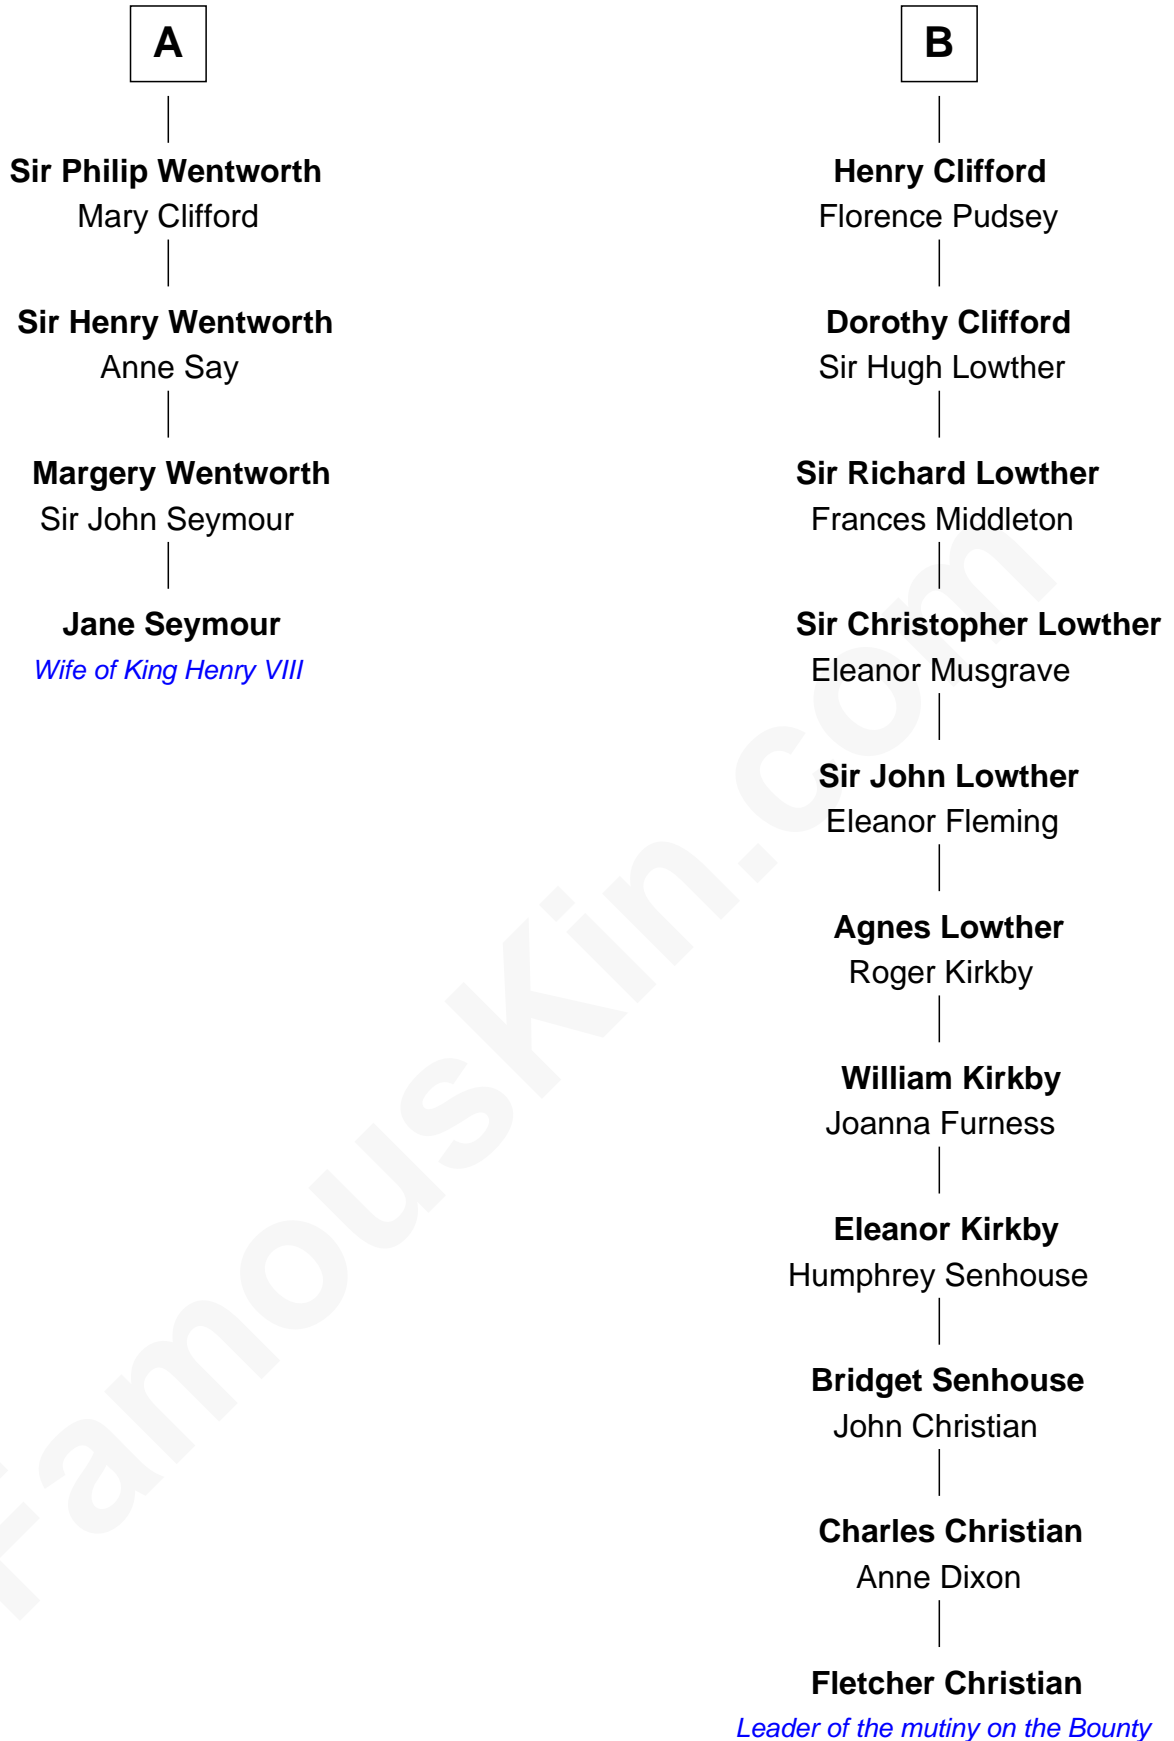 A
Sir Philip Wentworth
Mary Clifford
Sir Henry Wentworth
Anne Say
Margery Wentworth
Sir John Seymour
Jane Seymour
Wife of King Henry VIII
B
Henry Clifford
Florence Pudsey
Dorothy Clifford
Sir Hugh Lowther
Sir Richard Lowther
Frances Middleton
Sir Christopher Lowther
Eleanor Musgrave
Sir John Lowther
Eleanor Fleming
Agnes Lowther
Roger Kirkby
William Kirkby
Joanna Furness
Eleanor Kirkby
Humphrey Senhouse
Bridget Senhouse
John Christian
Charles Christian
Anne Dixon
Fletcher Christian
Leader of the mutiny on the Bounty
FamousKin.com